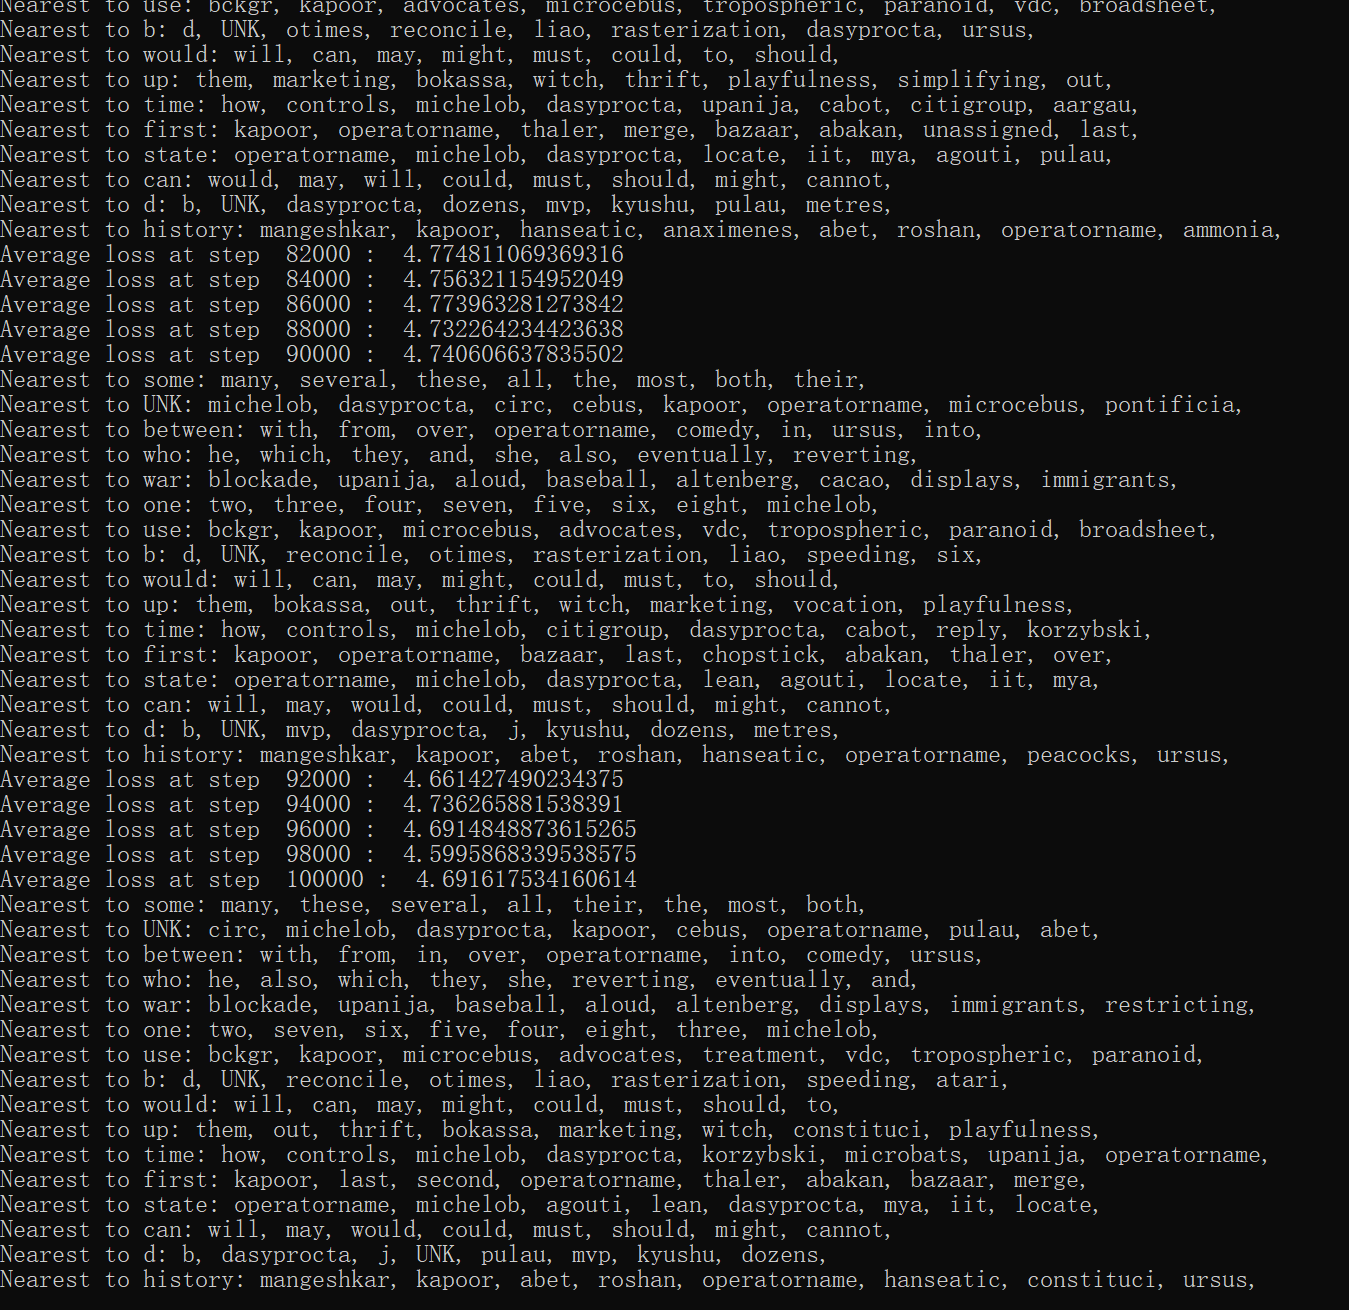 Nearest to use: bckgr, kapoor, advocates, microcebus, tropospheric, paranoid, vdc, broadsheet,
Nearest to b: d, UNK, otimes, reconcile, liao, rasterization, dasyprocta, ursus,
Nearest to would: will, can, may, might, must, could, to, should,
Nearest to up: them, marketing, bokassa, witch, thrift, playfulness, simplifying, out,
Nearest to time: how, controls, michelob, dasyprocta, upanija, cabot, citigroup, aargau,
Nearest to first: kapoor, operatorname, thaler, merge, bazaar, abakan, unassigned, last,
Nearest to state: operatorname, michelob, dasyprocta, locate, iit, mya, agouti, pulau,
Nearest to can: would, may, will, could, must, should, might, cannot,
Nearest to d: b, UNK, dasyprocta, dozens, mvp, kyushu, pulau, metres,
Nearest to history: mangeshkar, kapoor, hanseatic, anaximenes, abet, roshan, operatorname, ammonia,
Average loss at step  82000 :  4.774811069369316
Average loss at step  84000 :  4.756321154952049
Average loss at step  86000 :  4.773963281273842
Average loss at step  88000 :  4.732264234423638
Average loss at step  90000 :  4.740606637835502
Nearest to some: many, several, these, all, the, most, both, their,
Nearest to UNK: michelob, dasyprocta, circ, cebus, kapoor, operatorname, microcebus, pontificia,
Nearest to between: with, from, over, operatorname, comedy, in, ursus, into,
Nearest to who: he, which, they, and, she, also, eventually, reverting,
Nearest to war: blockade, upanija, aloud, baseball, altenberg, cacao, displays, immigrants,
Nearest to one: two, three, four, seven, five, six, eight, michelob,
Nearest to use: bckgr, kapoor, microcebus, advocates, vdc, tropospheric, paranoid, broadsheet,
Nearest to b: d, UNK, reconcile, otimes, rasterization, liao, speeding, six,
Nearest to would: will, can, may, might, could, must, to, should,
Nearest to up: them, bokassa, out, thrift, witch, marketing, vocation, playfulness,
Nearest to time: how, controls, michelob, citigroup, dasyprocta, cabot, reply, korzybski,
Nearest to first: kapoor, operatorname, bazaar, last, chopstick, abakan, thaler, over,
Nearest to state: operatorname, michelob, dasyprocta, lean, agouti, locate, iit, mya,
Nearest to can: will, may, would, could, must, should, might, cannot,
Nearest to d: b, UNK, mvp, dasyprocta, j, kyushu, dozens, metres,
Nearest to history: mangeshkar, kapoor, abet, roshan, hanseatic, operatorname, peacocks, ursus,
Average loss at step  92000 :  4.661427490234375
Average loss at step  94000 :  4.736265881538391
Average loss at step  96000 :  4.6914848873615265
Average loss at step  98000 :  4.5995868339538575
Average loss at step  100000 :  4.691617534160614
Nearest to some: many, these, several, all, their, the, most, both,
Nearest to UNK: circ, michelob, dasyprocta, kapoor, cebus, operatorname, pulau, abet,
Nearest to between: with, from, in, over, operatorname, into, comedy, ursus,
Nearest to who: he, also, which, they, she, reverting, eventually, and,
Nearest to war: blockade, upanija, baseball, aloud, altenberg, displays, immigrants, restricting,
Nearest to one: two, seven, six, five, four, eight, three, michelob,
Nearest to use: bckgr, kapoor, microcebus, advocates, treatment, vdc, tropospheric, paranoid,
Nearest to b: d, UNK, reconcile, otimes, liao, rasterization, speeding, atari,
Nearest to would: will, can, may, might, could, must, should, to,
Nearest to up: them, out, thrift, bokassa, marketing, witch, constituci, playfulness,
Nearest to time: how, controls, michelob, dasyprocta, korzybski, microbats, upanija, operatorname,
Nearest to first: kapoor, last, second, operatorname, thaler, abakan, bazaar, merge,
Nearest to state: operatorname, michelob, agouti, lean, dasyprocta, mya, iit, locate,
Nearest to can: will, may, would, could, must, should, might, cannot,
Nearest to d: b, dasyprocta, j, UNK, pulau, mvp, kyushu, dozens,
Nearest to history: mangeshkar, kapoor, abet, roshan, operatorname, hanseatic, constituci, ursus,